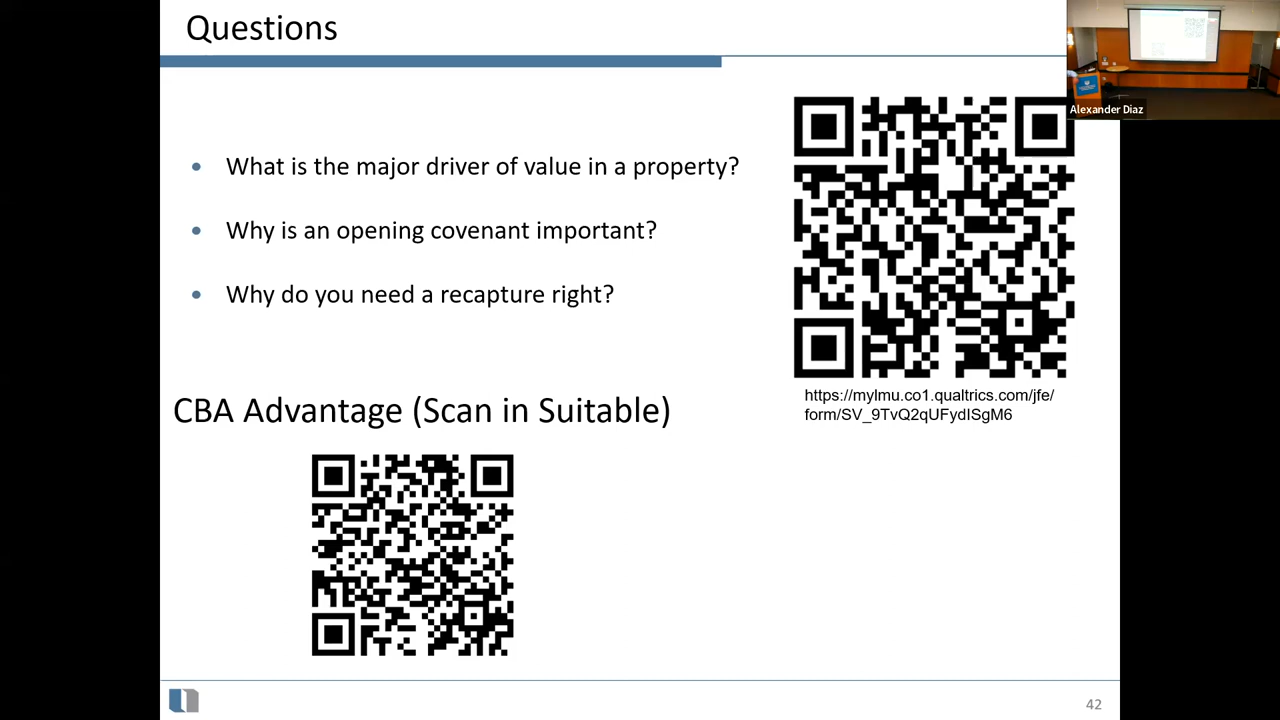 Questions
What is the major driver of value in a property?
Why is an opening covenant important?
Why do you need a recapture right?
https://mylmu.co1.qualtrics.com/jfe/
form/SV_9TvQ2qUFydISgM6
CBA Advantage (Scan in Suitable)
42
Alexander Diaz